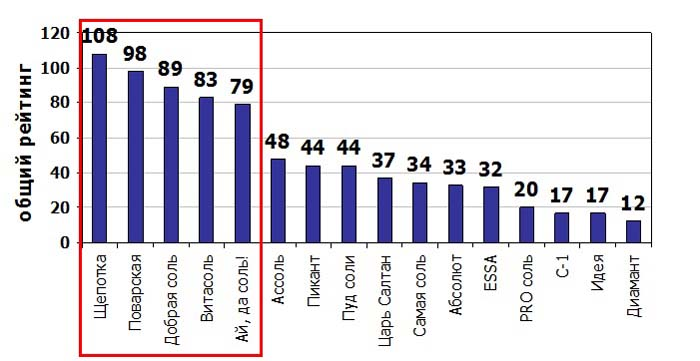 общий рейтинг
120
100
80
60
40
20
0
108
98
89
83
79
48
44
44
37
34
33
32
20
17
17
12
Щепотка
Поварская
Добрая соль
Витасоль
Ай, да соль!
Ассоль
Пикант
Пуд соли
Царь Салтан
Самая соль
Абсолют
ESSA
PRO соль
С-1
Идея
Диамант